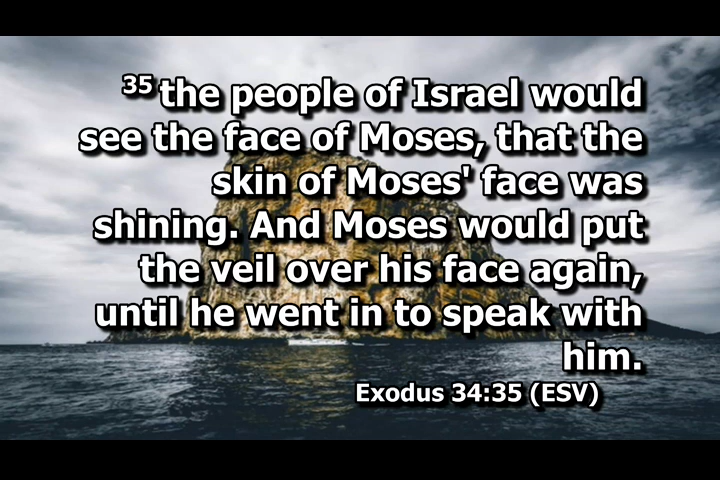 35 the people of Israel would
see the face of Moses, that the
skin of Moses' face was
shining. And Moses would put
the veil over his face again,
until he went in to speak with
him.
Exodus 34:35 (ESV)